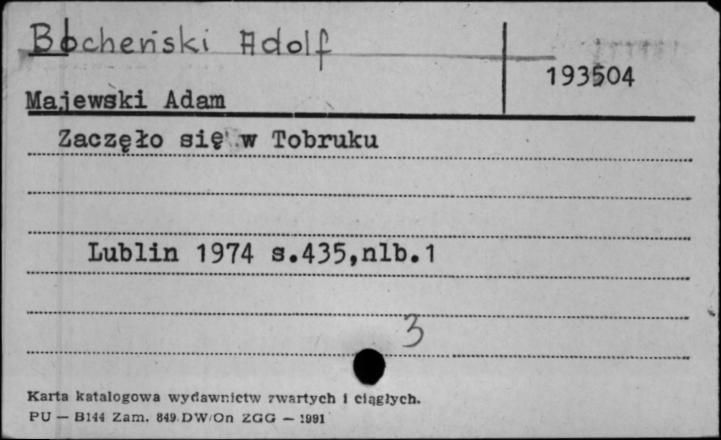 Bocheński Adolf
193504
Majewski Adam
Zaczęło się w Tobruku
Lublin 1974 s.435,nlb.1
3
Karta katalogowa wydawnictw zwartych i ciągłych.
PU — B144 Zam. 849 DW/On ZGG — 1991